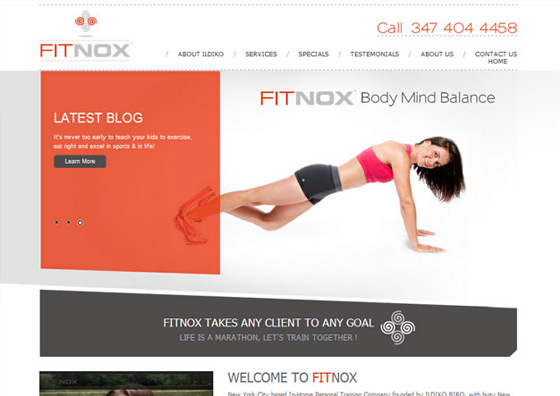 FITNOX
Call 347 404 4458
/ ABOUT ILDIKO / SERVICES / SPECIALS / TESTIMONIALS / ABOUT US / CONTACT US
HOME
FITNOX Body Mind Balance
LATEST BLOG
It's never too early to teach your kids to exercise,
eat right and excel in sports & in life!
Learn More
FITNOX TAKES ANY CLIENT TO ANY GOAL
LIFE IS A MARATHON, LET'S TRAIN TOGETHER !
NOX
WELCOME TO FITNOX
New York City based In-Home Personal Training Company founded by ILDIKO BIRO, with busy New